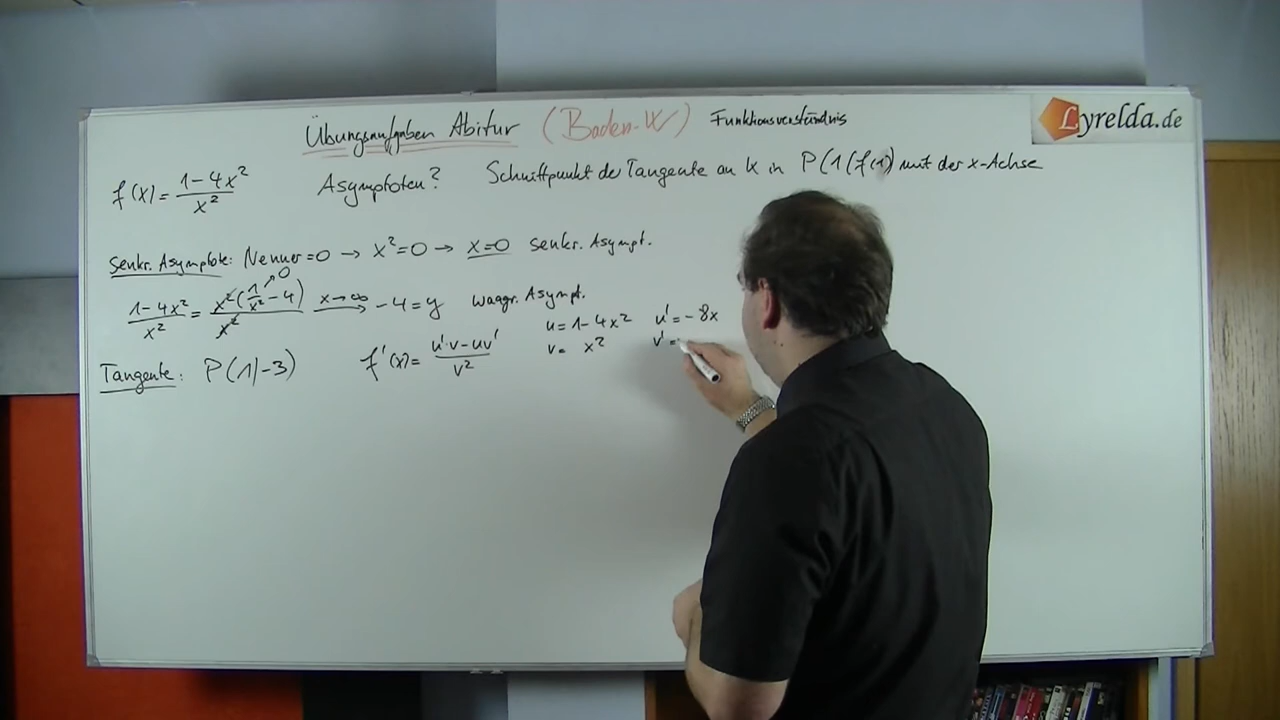 Übungsaufgaben Abitur (Baden-W) Funktionsverständnis
Lyrelda.de
f(x) = (1-4x²)/x² Asymptoten? Schnittpunkt der Tangente an K in P(1(f(1) mit der x-Achse
Senkr. Asymptote: Nenner = 0 → x² = 0 → x=0 senkr. Asympt.
(1-4x²)/x² = x²(1/x² - 4)/x² x→∞ -4 = y waagr. Asympt. 0
u = 1-4x² u' = -8x
v = x² v' =
Tangente: P(1|-3) f'(x) = (u'v - uv')/v²